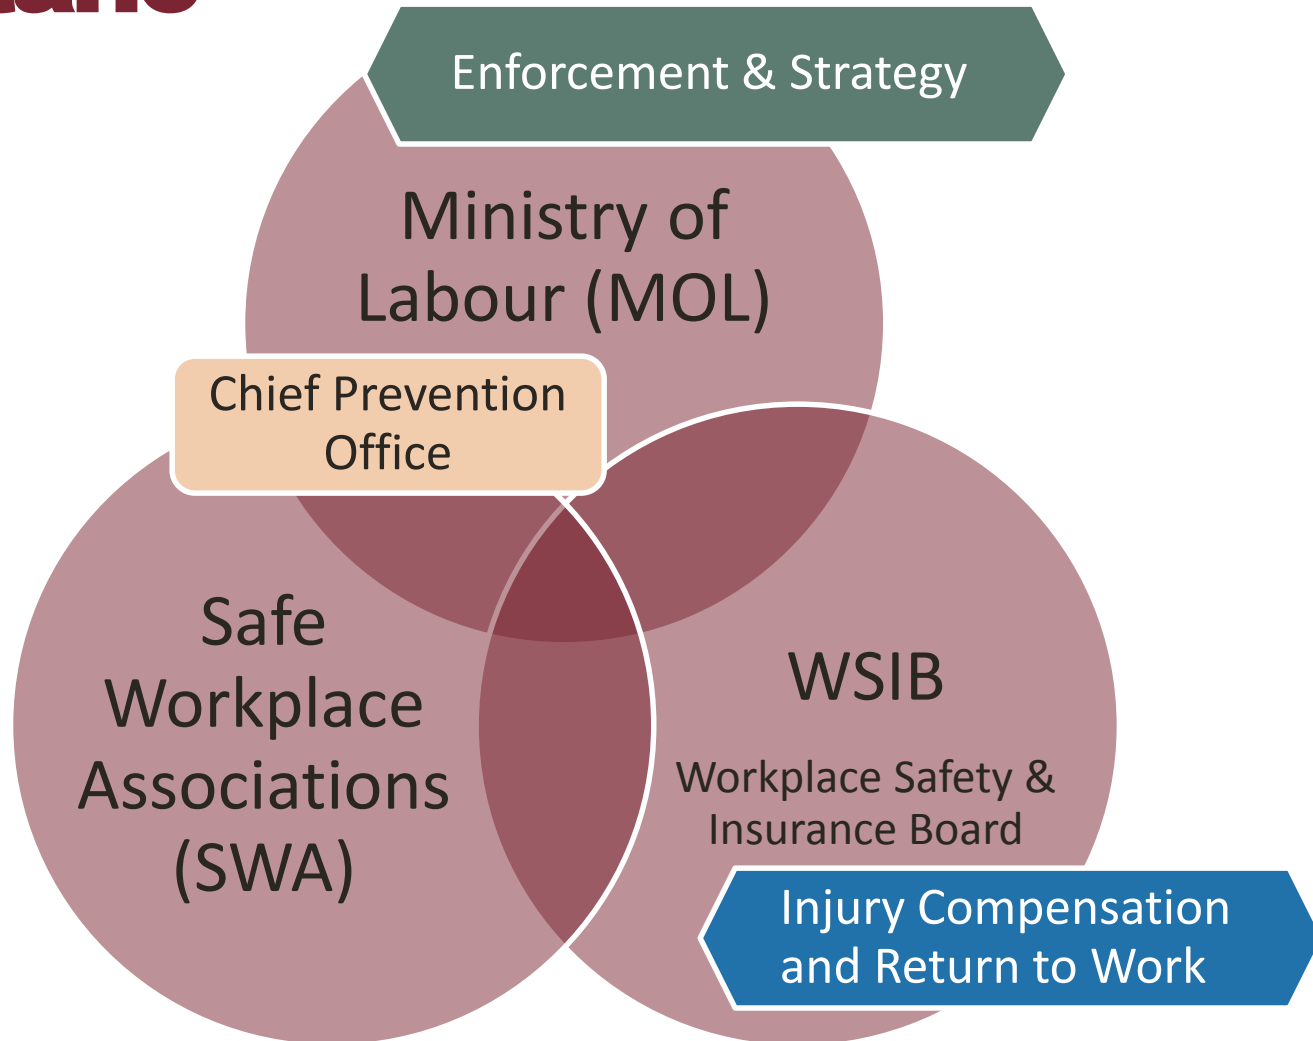 Enforcement & Strategy
Ministry of
Labour (MOL)
Chief Prevention
Office
Safe
Workplace
Associations
(SWA)
WSIB
Workplace Safety &
Insurance Board
Injury Compensation
and Return to Work